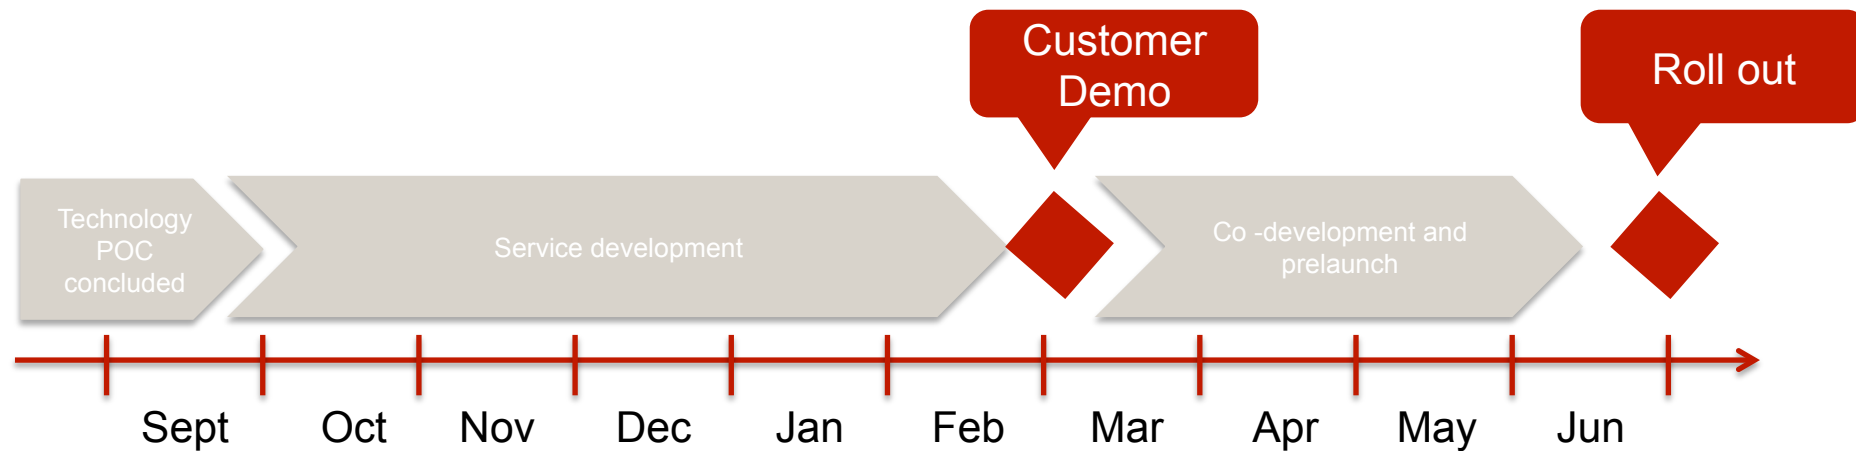 Customer
Demo
Roll out
Technology
POC
concluded
Service development
Co -development and
prelaunch
Sept Oct Nov Dec Jan Feb Mar Apr May Jun